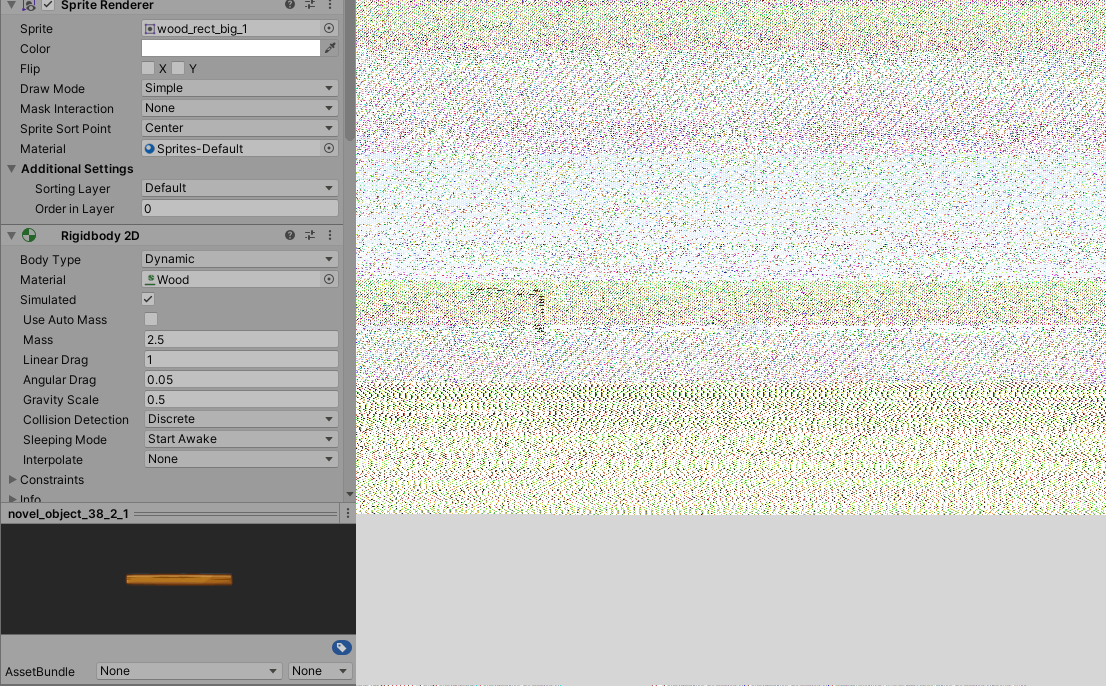 Sprite Renderer
Sprite wood_rect_big_1
Color
Flip X Y
Draw Mode Simple
Mask Interaction None
Sprite Sort Point Center
Material Sprites-Default
Additional Settings
Sorting Layer Default
Order in Layer 0
Rigidbody 2D
Body Type Dynamic
Material Wood
Simulated
Use Auto Mass
Mass 2.5
Linear Drag 1
Angular Drag 0.05
Gravity Scale 0.5
Collision Detection Discrete
Sleeping Mode Start Awake
Interpolate None
Constraints
Info
novel_object_38_2_1
AssetBundle None None